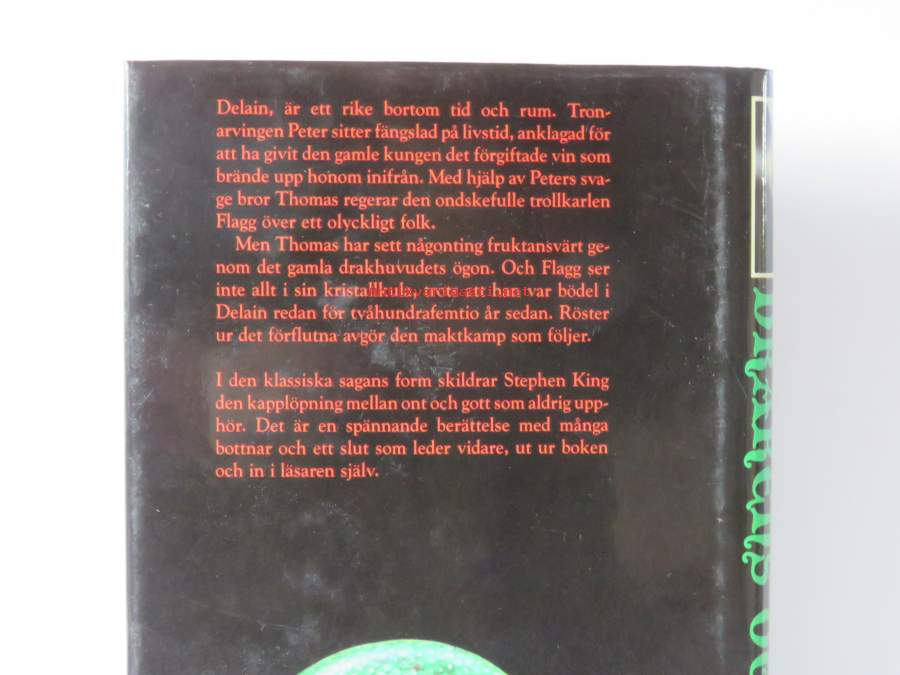 Delain, är ett rike bortom tid och rum. Tron-
arvingen Peter sitter fängslad på livstid, anklagad för
att ha givit den gamle kungen det förgiftade vin som
brände upp honom inifrån. Med hjälp av Peters sva-
ge bror Thomas regerar den ondskefulle trollkarlen
Flagg över ett olyckligt folk.
Men Thomas har sett någonting fruktansvärt ge-
nom det gamla drakhuvudets ögon. Och Flagg ser
inte allt i sin kristallkula, trots att han var bödel i
Delain redan för tvåhundrafemtio år sedan. Röster
ur det förflutna avgör den maktkamp som följer.
I den klassiska sagans form skildrar Stephen King
den kapplöpning mellan ont och gott som aldrig upp-
hör. Det är en spännande berättelse med många
bottnar och ett slut som leder vidare, ut ur boken
och in i läsaren själv.
DRAKENS